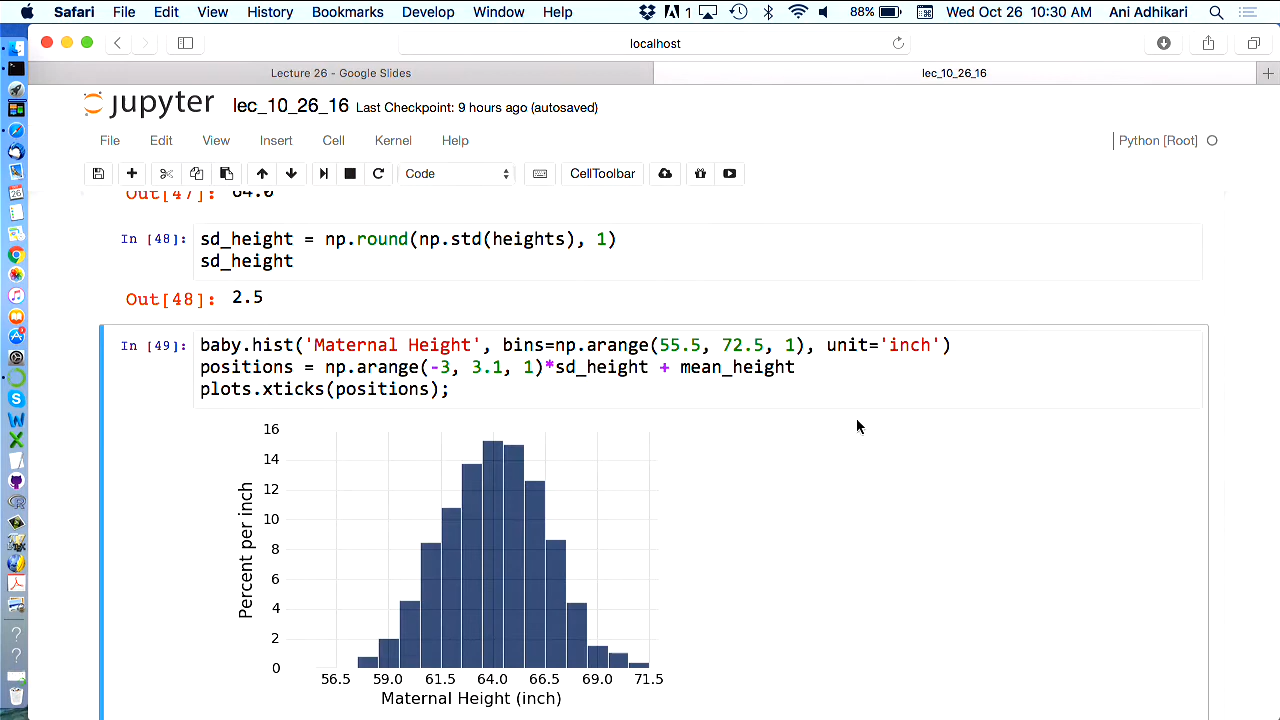 Safari File Edit View History Bookmarks Develop Window Help 1 88% Wed Oct 26 10:30 AM Ani Adhikari
localhost
Lecture 26 - Google Slides lec_10_26_16
jupyter lec_10_26_16 Last Checkpoint: 9 hours ago (autosaved)
File Edit View Insert Cell Kernel Help Python [Root]
Code CellToolbar
Out[47]: 64.0
In [48]: sd_height = np.round(np.std(heights), 1)
sd_height
Out[48]: 2.5
In [49]: baby.hist('Maternal Height', bins=np.arange(55.5, 72.5, 1), unit='inch')
positions = np.arange(-3, 3.1, 1)*sd_height + mean_height
plots.xticks(positions);
16
14
12
10
8
6
4
2
0
Percent per inch
56.5 59.0 61.5 64.0 66.5 69.0 71.5
Maternal Height (inch)